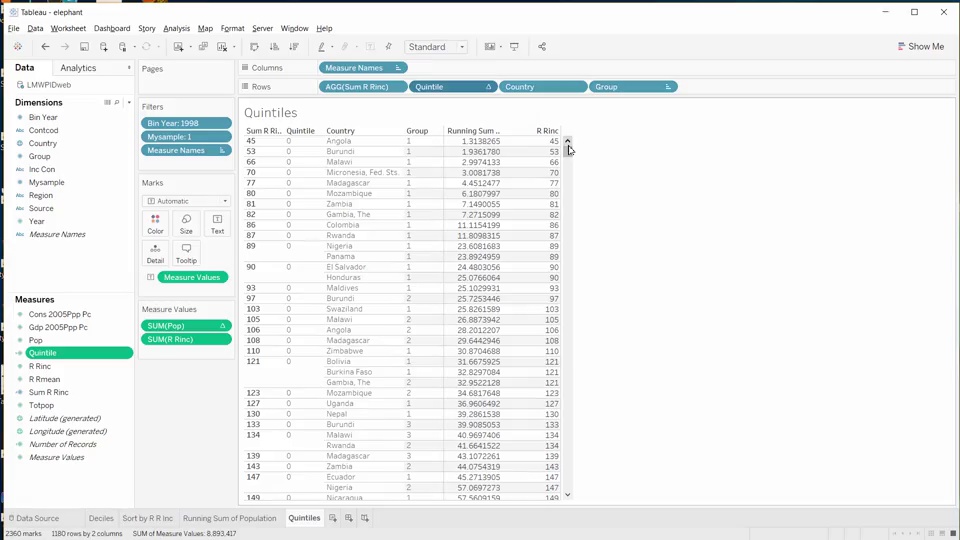 Tableau - elephant
File Data Worksheet Dashboard Story Analysis Map Format Server Window Help
Standard
Show Me
Data Analytics
LMWPIDweb
Dimensions
Bin Year
Contcod
Country
Group
Inc Con
Mysample
Region
Source
Year
Measure Names
Measures
Cons 2005Ppp Pc
Gdp 2005Ppp Pc
Pop
Quintile
R Rinc
R Rmean
Sum R Rinc
Totpop
Latitude (generated)
Longitude (generated)
Number of Records
Measure Values
Pages
Filters
Bin Year: 1998
Mysample: 1
Measure Names
Marks
Automatic
Color Size Text
Detail Tooltip
Measure Values
Measure Values
SUM(Pop)
SUM(R Rinc)
Columns Measure Names
Rows AGG(Sum R Rinc) Quintile Country Group
Quintiles
Sum R Ri.. Quintile Country Group Running Sum .. R Rinc
45 0 Angola 1 1.3138265 45
53 0 Burundi 1 1.9361780 53
66 0 Malawi 1 2.9974133 66
70 0 Micronesia, Fed. Sts. 1 3.0081738 70
77 0 Madagascar 1 4.4512477 77
80 0 Mozambique 1 6.1807997 80
81 0 Zambia 1 7.1490055 81
82 0 Gambia, The 1 7.2715099 82
86 0 Colombia 1 11.1154199 86
87 0 Rwanda 1 11.8098315 87
89 0 Nigeria 1 23.6081683 89
Panama 1 23.8924959 89
90 0 El Salvador 1 24.4803056 90
Honduras 1 25.0766064 90
93 0 Maldives 1 25.1029931 93
97 0 Burundi 2 25.7253446 97
103 0 Swaziland 1 25.8261589 103
105 0 Malawi 2 26.8873942 105
106 0 Angola 2 28.2012207 106
108 0 Madagascar 2 29.6442946 108
110 0 Zimbabwe 1 30.8704688 110
121 0 Bolivia 1 31.6675925 121
Burkina Faso 1 32.8297084 121
Gambia, The 2 32.9522128 121
123 0 Mozambique 2 34.6817648 123
127 0 Uganda 1 36.9606492 127
130 0 Nepal 1 39.2861538 130
133 0 Burundi 3 39.9085053 133
134 0 Malawi 3 40.9697406 134
Rwanda 2 41.6641522 134
139 0 Madagascar 3 43.1072261 139
143 0 Zambia 2 44.0754319 143
147 0 Ecuador 1 45.2713905 147
Nigeria 2 57.0697273 147
149 0 Nicaragua 1 57.5609159 149
Data Source Deciles Sort by R R Inc Running Sum of Population Quintiles
2360 marks 1180 rows by 2 columns SUM of Measure Values: 8,893,417